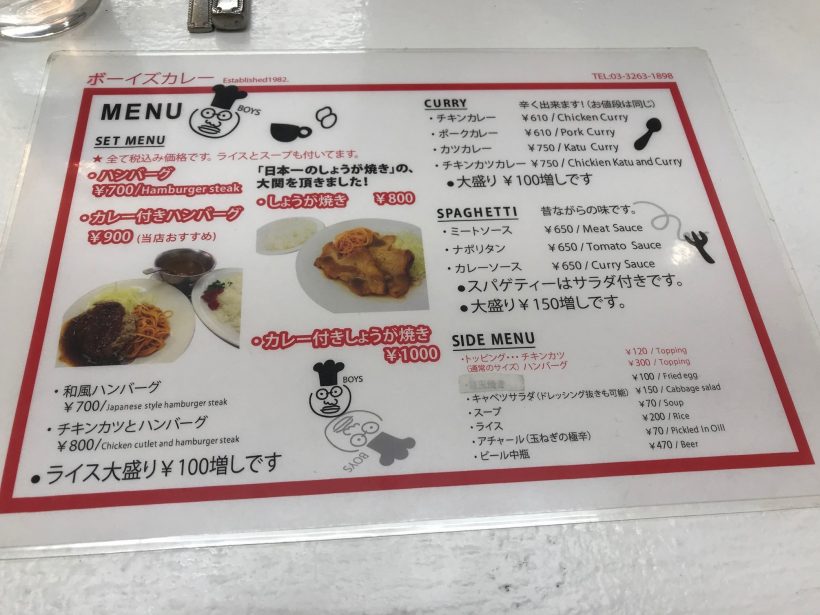 ボーイズカレー Established1982.
TEL:03-3263-1898
MENU
BOYS
SET MENU
★ 全て税込み価格です。ライスとスープも付いてます。
・ハンバーグ
¥700/Hamburger steak
・カレー付きハンバーグ
¥900 (当店おすすめ)
「日本一のしょうが焼き」の、
大関を頂きました!
・しょうが焼き ¥800
・カレー付きしょうが焼き
¥1000
BOYS
BOYS
・和風ハンバーグ
¥700/Japanese style hamburger steak
・チキンカツとハンバーグ
¥800/Chicken cutlet and hamburger steak
●ライス大盛り¥100増しです
CURRY 辛く出来ます!(お値段は同じ)
・チキンカレー ¥610/Chicken Curry
・ポークカレー ¥610/Pork Curry
・カツカレー ¥750/Katu Curry
・チキンカツカレー ¥750/Chickien Katu and Curry
●大盛り¥100増しです
SPAGHETTI 昔ながらの味です。
・ミートソース ¥650/Meat Sauce
・ナポリタン ¥650/Tomato Sauce
・カレーソース ¥650/Curry Sauce
●スパゲティーはサラダ付きです。
●大盛り¥150増しです。
SIDE MENU
・トッピング・・・チキンカツ ¥120/Topping
(通常のサイズ) ハンバーグ ¥300/Topping
¥100/Fried egg
・キャベツサラダ(ドレッシング抜きも可能) ¥150/Cabbage salad
・スープ ¥70/Soup
・ライス ¥200/Rice
・アチャール(玉ねぎの極辛) ¥70/Pickled In Oill
・ビール中瓶 ¥470/Beer